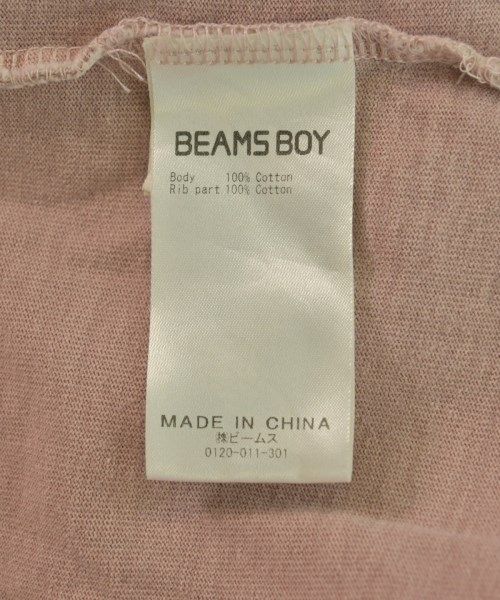 BEAMS BOY
Body 100% Cotton
Rib part 100% Cotton
MADE IN CHINA
㈱ビームス
0120-011-301